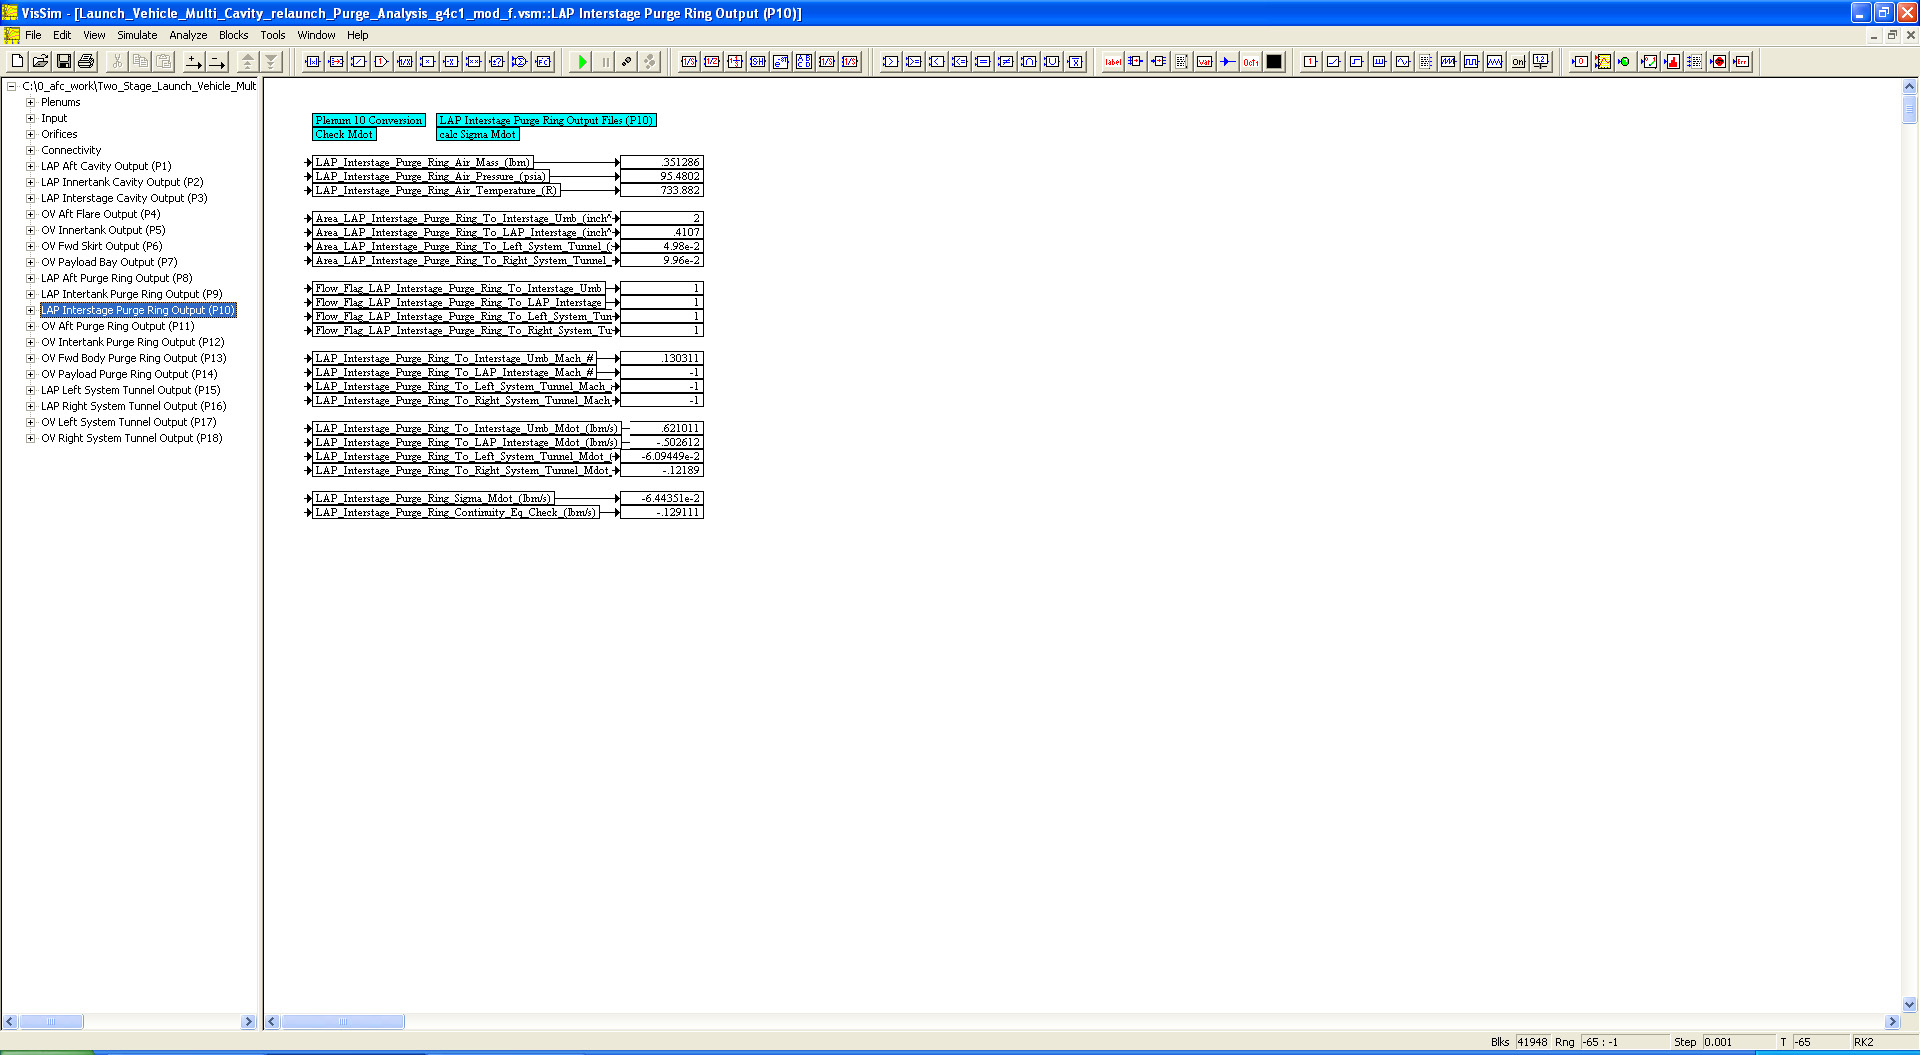 VisSim - [Launch_Vehicle_Multi_Cavity_relaunch_Purge_Analysis_g4c1_mod_f.vsm::LAP Interstage Purge Ring Output (P10)]
File Edit View Simulate Analyze Blocks Tools Window Help
C:\0_afc_work\Two_Stage_Launch_Vehicle_Mult
Plenums
Input
Orifices
Connectivity
LAP Aft Cavity Output (P1)
LAP Innertank Cavity Output (P2)
LAP Interstage Cavity Output (P3)
OV Aft Flare Output (P4)
OV Innertank Output (P5)
OV Fwd Skirt Output (P6)
OV Payload Bay Output (P7)
LAP Aft Purge Ring Output (P8)
LAP Intertank Purge Ring Output (P9)
LAP Interstage Purge Ring Output (P10)
OV Aft Purge Ring Output (P11)
OV Intertank Purge Ring Output (P12)
OV Fwd Body Purge Ring Output (P13)
OV Payload Purge Ring Output (P14)
LAP Left System Tunnel Output (P15)
LAP Right System Tunnel Output (P16)
OV Left System Tunnel Output (P17)
OV Right System Tunnel Output (P18)
Plenum 10 Conversion LAP Interstage Purge Ring Output Files (P10)
Check Mdot calc Sigma Mdot
LAP_Interstage_Purge_Ring_Air_Mass_(lbm) .351286
LAP_Interstage_Purge_Ring_Air_Pressure_(psia) 95.4802
LAP_Interstage_Purge_Ring_Air_Temperature_(R) 733.882
Area_LAP_Interstage_Purge_Ring_To_Interstage_Umb_(inch^ 2
Area_LAP_Interstage_Purge_Ring_To_LAP_Interstage_(inch^ .4107
Area_LAP_Interstage_Purge_Ring_To_Left_System_Tunnel_( 4.98e-2
Area_LAP_Interstage_Purge_Ring_To_Right_System_Tunnel_ 9.96e-2
Flow_Flag_LAP_Interstage_Purge_Ring_To_Interstage_Umb 1
Flow_Flag_LAP_Interstage_Purge_Ring_To_LAP_Interstage 1
Flow_Flag_LAP_Interstage_Purge_Ring_To_Left_System_Tun 1
Flow_Flag_LAP_Interstage_Purge_Ring_To_Right_System_Tu 1
LAP_Interstage_Purge_Ring_To_Interstage_Umb_Mach_# .130311
LAP_Interstage_Purge_Ring_To_LAP_Interstage_Mach_# -1
LAP_Interstage_Purge_Ring_To_Left_System_Tunnel_Mach_ -1
LAP_Interstage_Purge_Ring_To_Right_System_Tunnel_Mach -1
LAP_Interstage_Purge_Ring_To_Interstage_Umb_Mdot_(lbm/s) .621011
LAP_Interstage_Purge_Ring_To_LAP_Interstage_Mdot_(lbm/s) -.502612
LAP_Interstage_Purge_Ring_To_Left_System_Tunnel_Mdot_( -6.09449e-2
LAP_Interstage_Purge_Ring_To_Right_System_Tunnel_Mdot -.12189
LAP_Interstage_Purge_Ring_Sigma_Mdot_(lbm/s) -6.44351e-2
LAP_Interstage_Purge_Ring_Continuity_Eq_Check_(lbm/s) -.129111
Blks 41948 Rng -65 : -1 Step 0.001 T -65 RK2